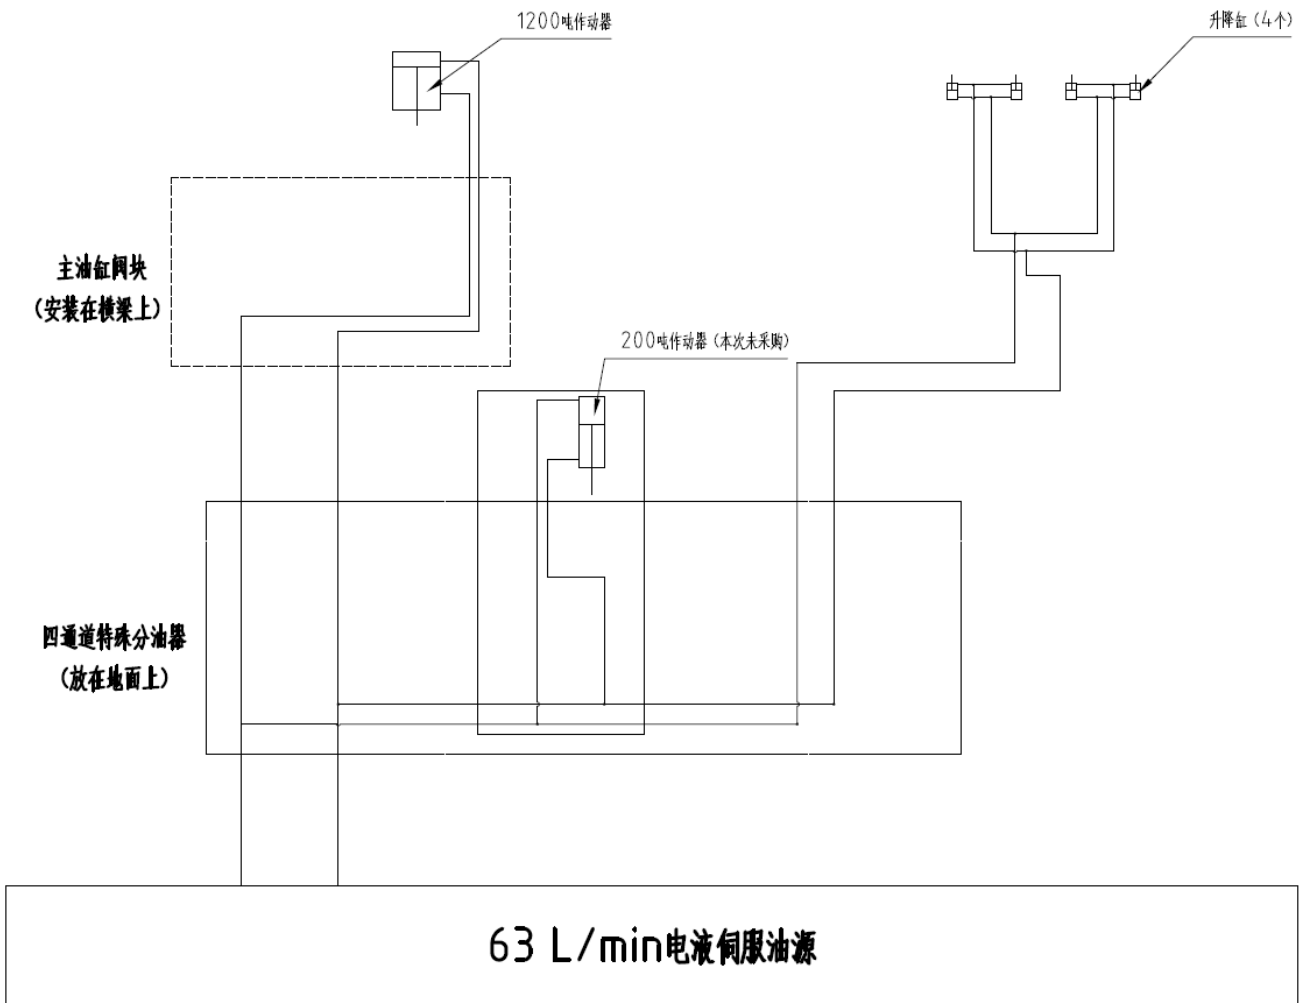 1200吨作动器
升降缸（4个）
主油缸阀块
（安装在横梁上）
200吨作动器（本次未采购）
四通道特殊分油器
（放在地面上）
63 L/min电液伺服油源